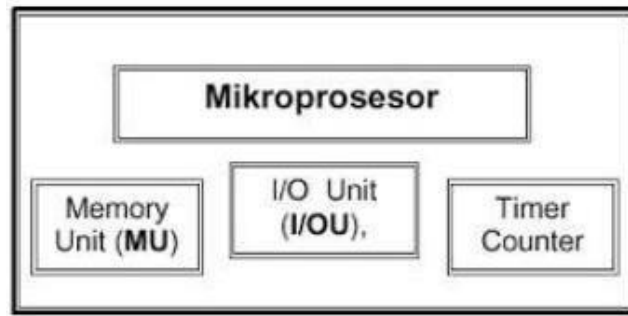 Mikroprosesor
Memory
Unit (MU)
I/O Unit
(I/OU),
Timer
Counter